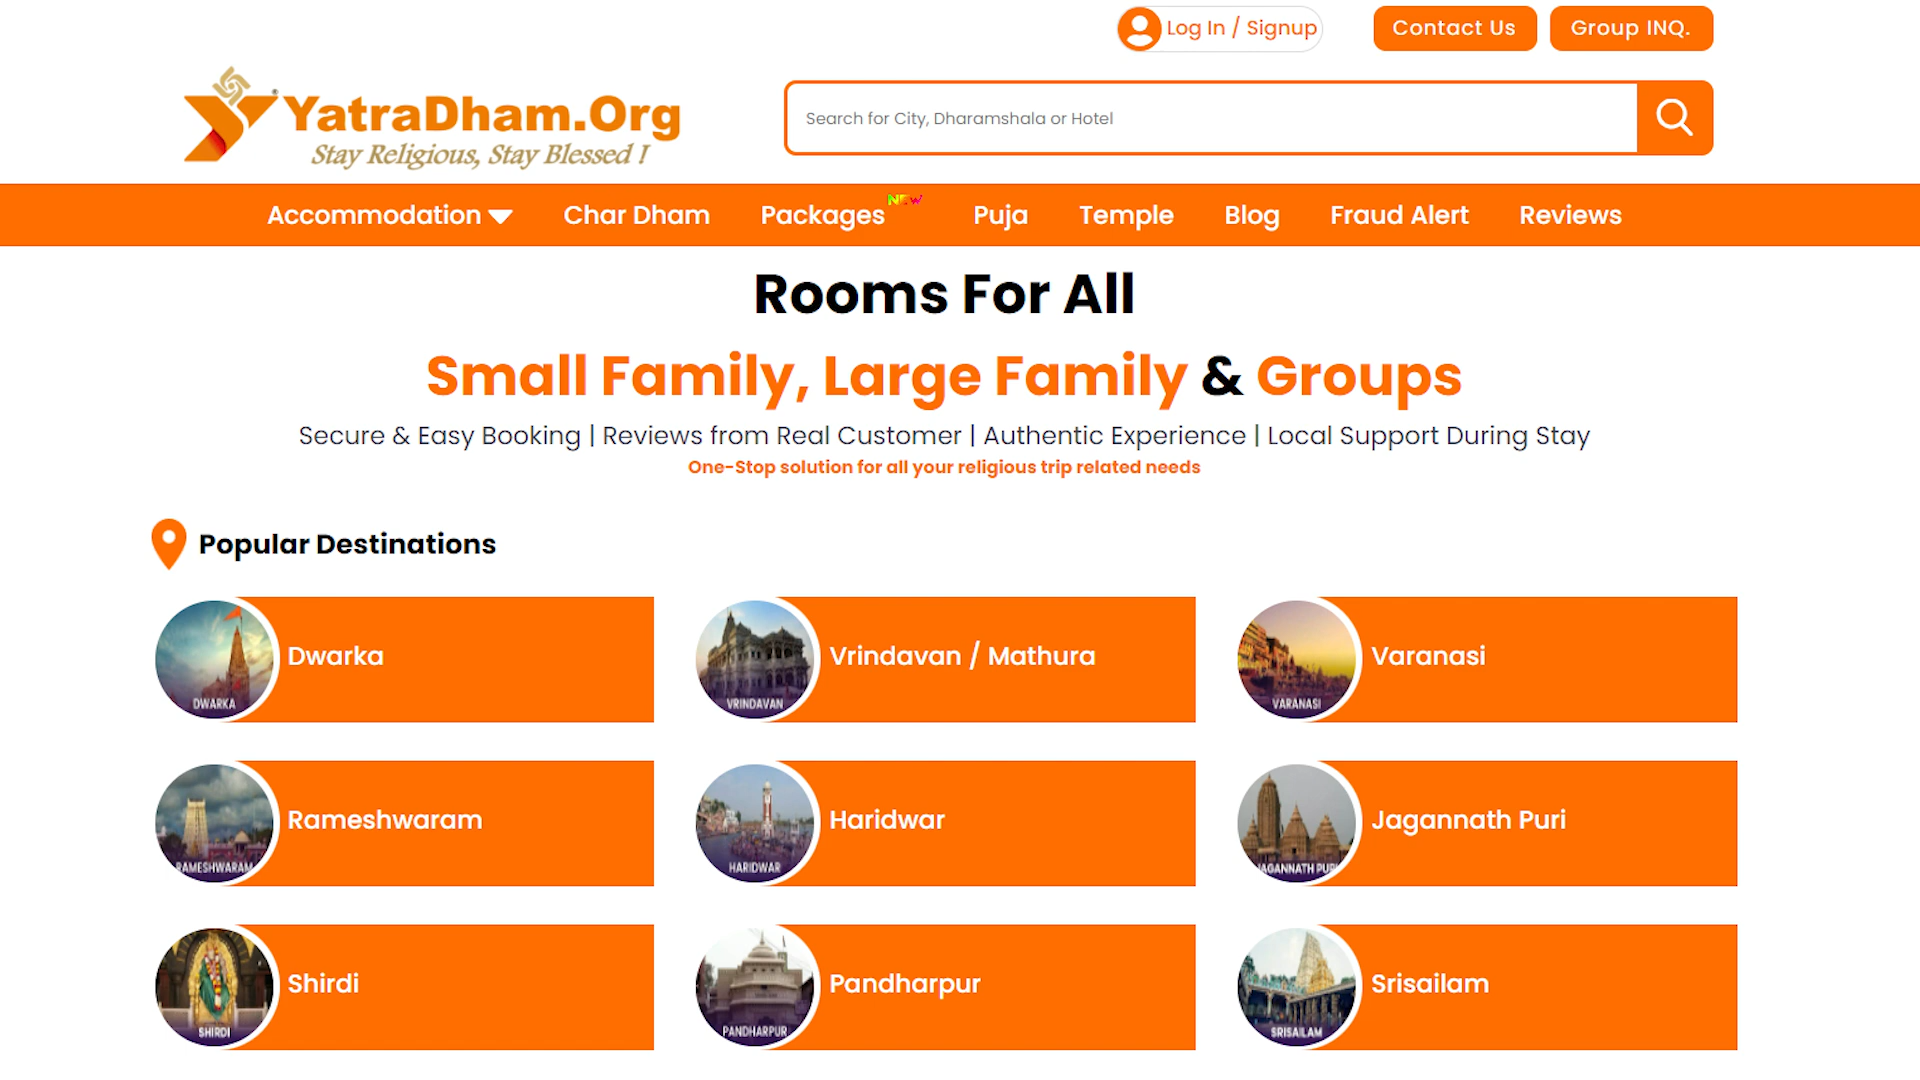 Log In / Signup
Contact Us
Group INQ.
YatraDham.Org
®
Stay Religious, Stay Blessed !
Search for City, Dharamshala or Hotel
Accommodation
Char Dham
Packages
NEW
Puja
Temple
Blog
Fraud Alert
Reviews
Rooms For All
Small Family, Large Family & Groups
Secure & Easy Booking | Reviews from Real Customer | Authentic Experience | Local Support During Stay
One-Stop solution for all your religious trip related needs
Popular Destinations
DWARKA
Dwarka
VRINDAVAN
Vrindavan / Mathura
VARANASI
Varanasi
RAMESHWARAM
Rameshwaram
HARIDWAR
Haridwar
JAGANNATH PURI
Jagannath Puri
SHIRDI
Shirdi
PANDHARPUR
Pandharpur
SRISAILAM
Srisailam